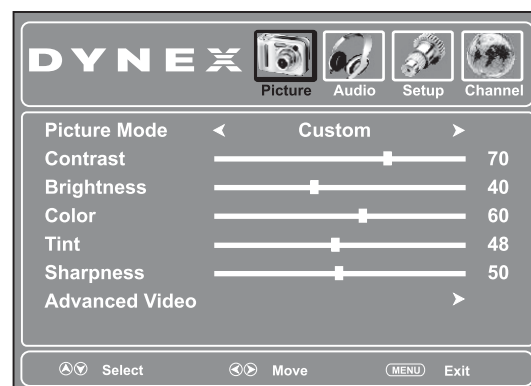 DYNEX
Picture Audio Setup Channel
Picture Mode Custom
Contrast 70
Brightness 40
Color 60
Tint 48
Sharpness 50
Advanced Video
Select Move MENU Exit